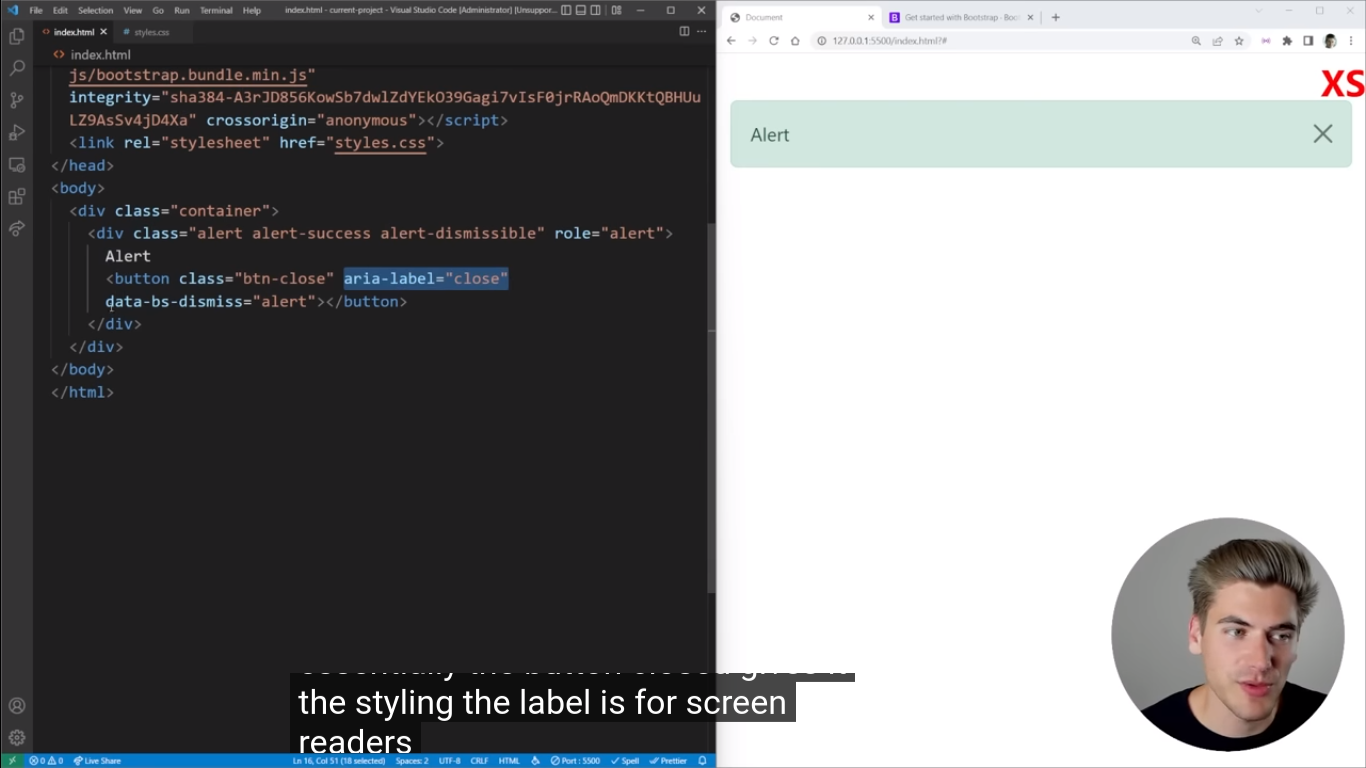 File Edit Selection View Go Run Terminal Help index.html - current-project - Visual Studio Code [Administrator] [Unsuppor...
index.html
styles.css
index.html
js/bootstrap.bundle.min.js"
integrity="sha384-A3rJD856KowSb7dwlZdYEkO39Gagi7vIsF0jrRAoQmDKKtQBHUu
LZ9AsSv4jD4Xa" crossorigin="anonymous"></script>
<link rel="stylesheet" href="styles.css">
</head>
<body>
<div class="container">
<div class="alert alert-success alert-dismissible" role="alert">
Alert
<button class="btn-close" aria-label="close"
data-bs-dismiss="alert"></button>
</div>
</div>
</body>
</html>
0 0 Live Share Ln 16, Col 51 (18 selected) Spaces: 2 UTF-8 CRLF HTML Port : 5500 Spell Prettier
Document
Get started with Bootstrap · Boo
127.0.0.1:5500/index.html?#
XS
Alert
the styling the label is for screen
readers